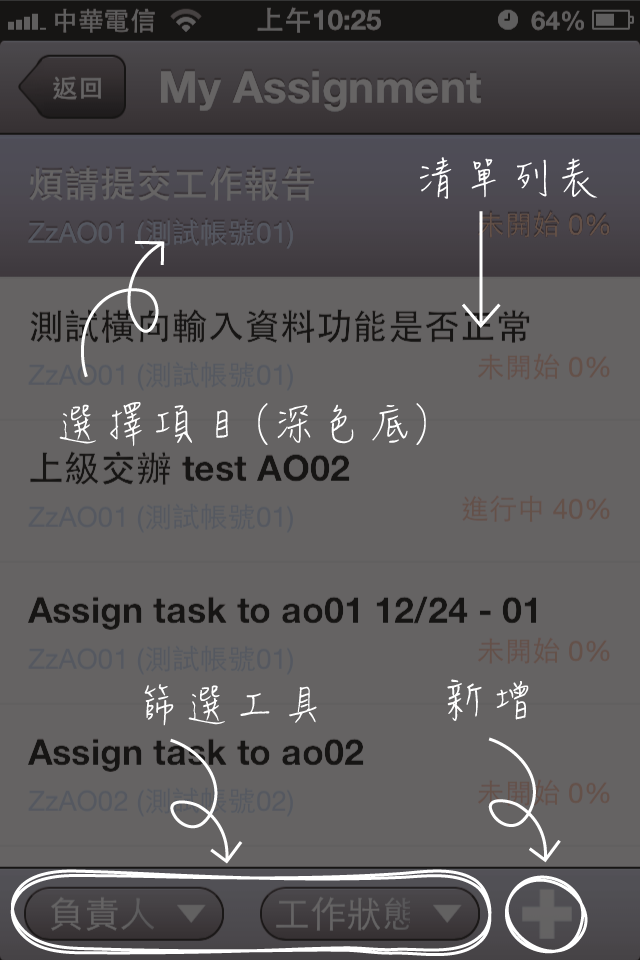 中華電信 上午10:25 64%
返回 My Assignment
煩請提交工作報告
清單列表
ZzAO01 (測試帳號01) 未開始 0%
測試橫向輸入資料功能是否正常
ZzAO01 (測試帳號01) 未開始 0%
選擇項目(深色底)
上級交辦 test AO02
ZzAO01 (測試帳號01) 進行中 40%
Assign task to ao01 12/24 - 01
ZzAO01 (測試帳號01) 未開始 0%
篩選工具 新增
Assign task to ao02
ZzAO02 (測試帳號02) 未開始 0%
負責人 工作狀態